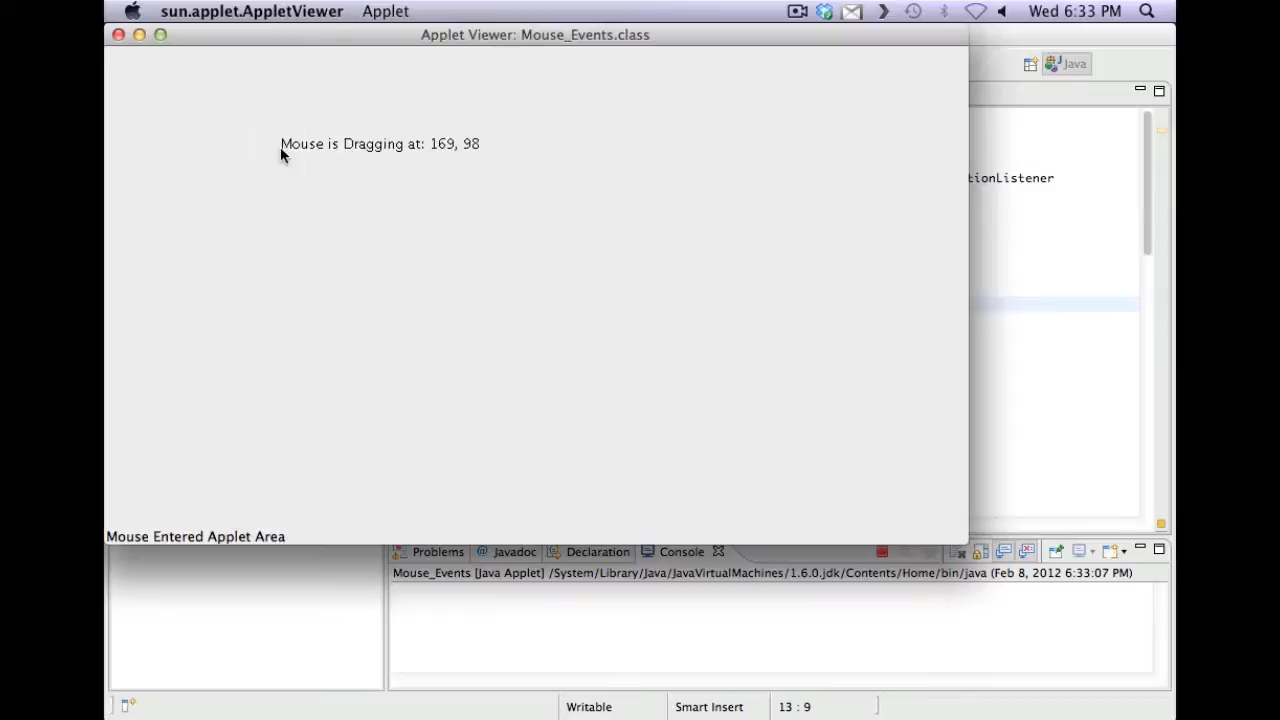 sun.applet.AppletViewer Applet Wed 6:33 PM
Applet Viewer: Mouse_Events.class
Java
Mouse is Dragging at: 169, 98
tionListener
Mouse Entered Applet Area
Problems @ Javadoc Declaration Console
Mouse_Events [Java Applet] /System/Library/Java/JavaVirtualMachines/1.6.0.jdk/Contents/Home/bin/java (Feb 8, 2012 6:33:07 PM)
Writable Smart Insert 13 : 9